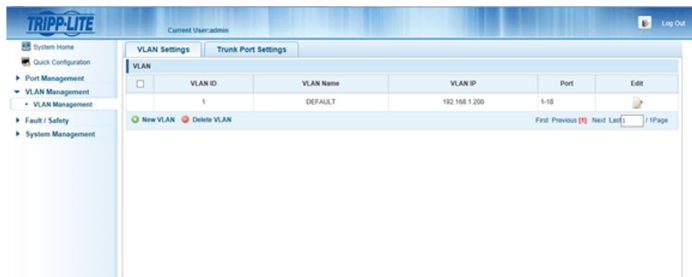 TRIPP-LITE
Current User:admin
Log Out
System Home
Quick Configuration
Port Management
VLAN Management
VLAN Management
Fault / Safety
System Management
VLAN Settings Trunk Port Settings
VLAN
VLAN ID VLAN Name VLAN IP Port Edit
1 DEFAULT 192.168.1.200 1-18
New VLAN Delete VLAN First Previous [1] Next Last 1 / 1Page